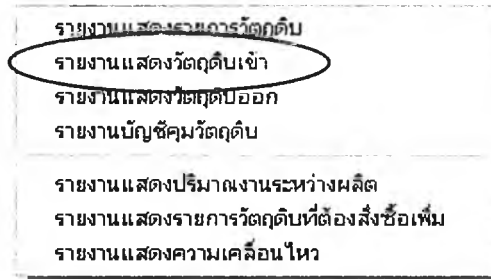 รายงานแสดงรายการวัตถุดิบ
รายงานแสดงวัตถุดิบเข้า
รายงานแสดงวัตถุดิบออก
รายงานบัญชีคุมวัตถุดิบ
รายงานแสดงปริมาณงานระหว่างผลิต
รายงานแสดงรายการวัตถุดิบที่ต้องสั่งซื้อเพิ่ม
รายงานแสดงความเคลื่อนไหว